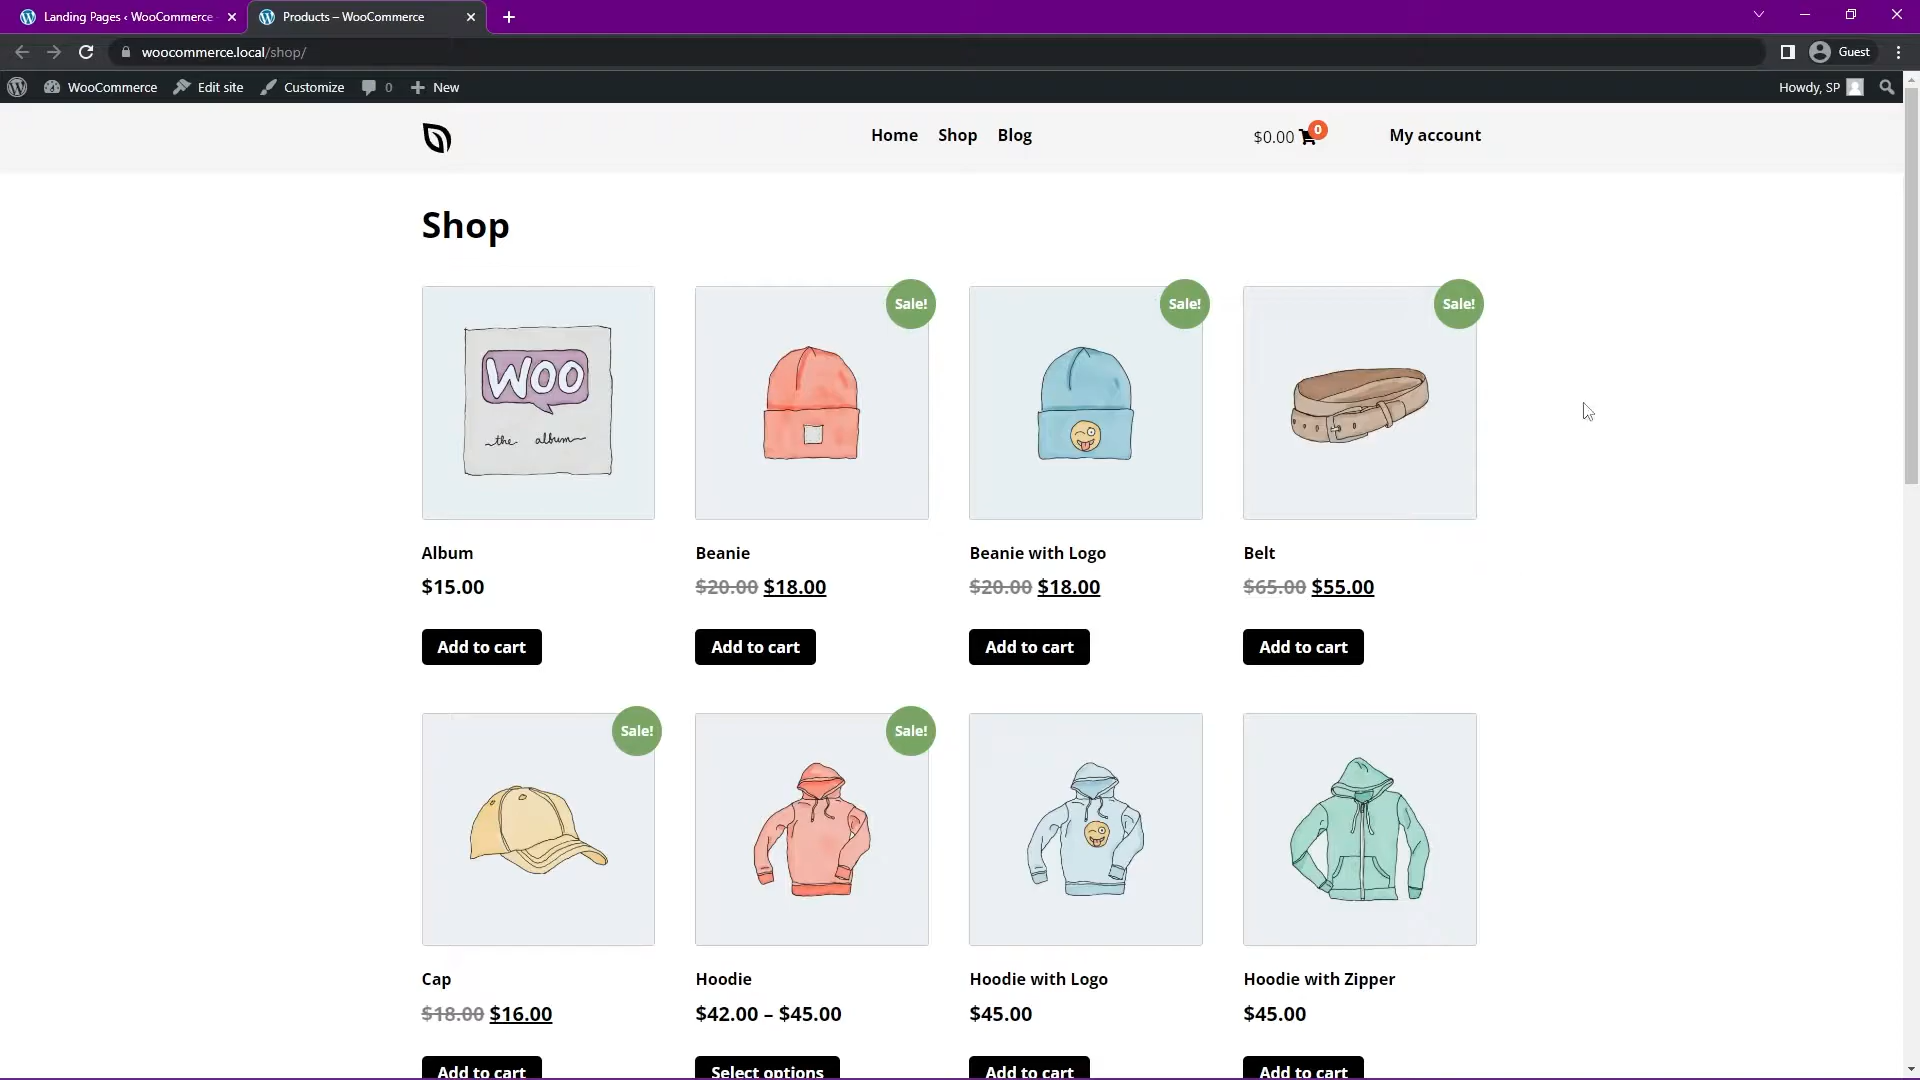 Landing Pages ‹ WooCommerce
Products – WooCommerce
woocommerce.local/shop/
Guest
WooCommerce
Edit site
Customize
0
New
Howdy, SP
Home
Shop
Blog
$0.00
0
My account
Shop
Sale!
Sale!
Sale!
WOO
the album
Album
Beanie
Beanie with Logo
Belt
$15.00
$20.00 $18.00
$20.00 $18.00
$65.00 $55.00
Add to cart
Add to cart
Add to cart
Add to cart
Sale!
Sale!
Cap
Hoodie
Hoodie with Logo
Hoodie with Zipper
$18.00 $16.00
$42.00 – $45.00
$45.00
$45.00
Add to cart
Select options
Add to cart
Add to cart